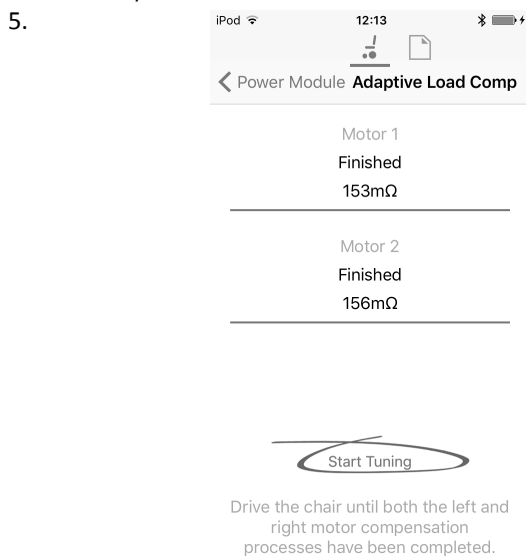 5.
iPod 12:13
Power Module Adaptive Load Comp
Motor 1
Finished
153mΩ
Motor 2
Finished
156mΩ
Start Tuning
Drive the chair until both the left and
right motor compensation
processes have been completed.